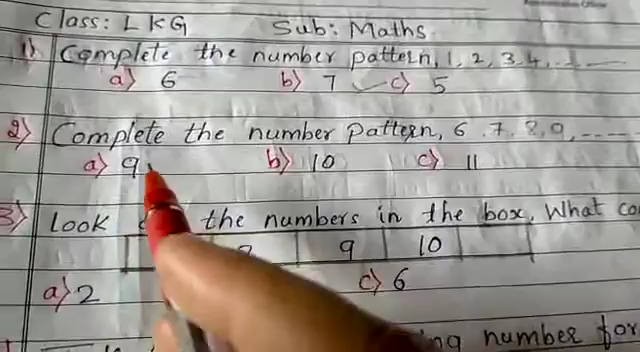 Class: LKG Sub: Maths
1) Complete the number pattern, 1, 2, 3, 4, .... ___
a) 6 b) 7 c) 5
2) Complete the number pattern, 6, 7, 8, 9, ----
a) 9 b) 10 c) 11
3) Look the numbers in the box. What
9 10
a) 2 c) 6
number for